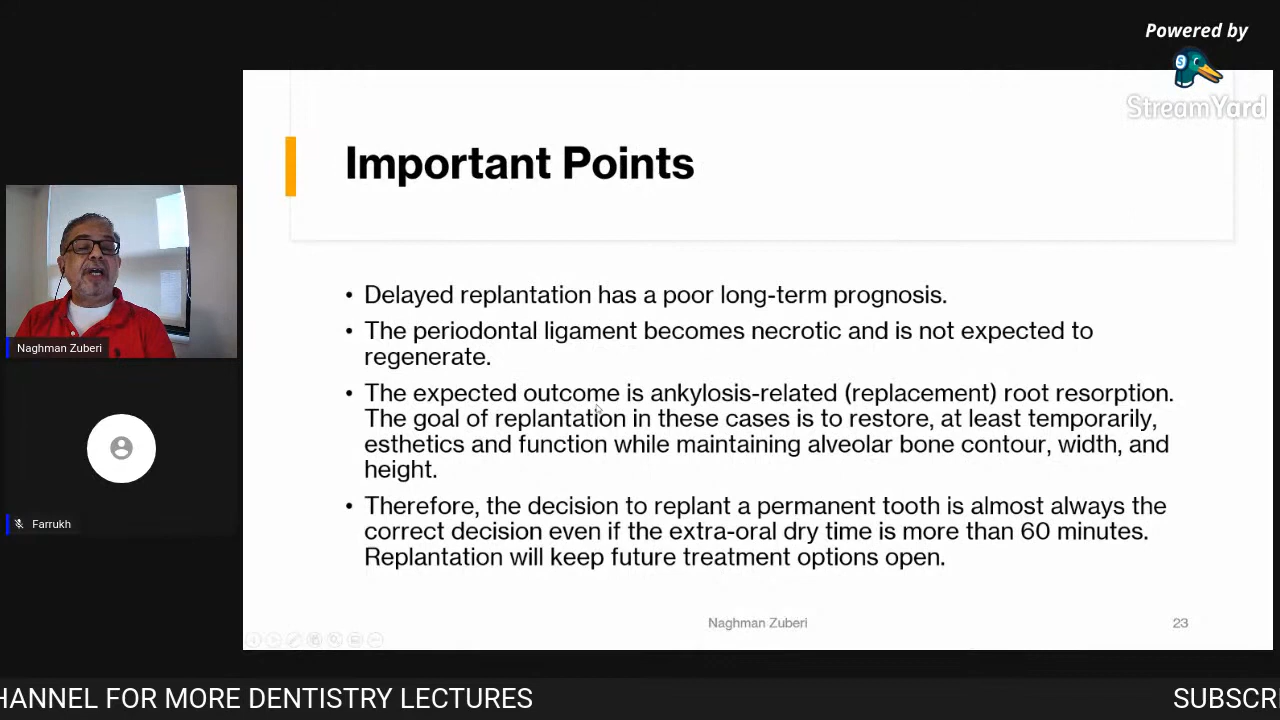 Powered by
StreamYard
Important Points
• Delayed replantation has a poor long-term prognosis.
• The periodontal ligament becomes necrotic and is not expected to
regenerate.
• The expected outcome is ankylosis-related (replacement) root resorption.
The goal of replantation in these cases is to restore, at least temporarily,
esthetics and function while maintaining alveolar bone contour, width, and
height.
• Therefore, the decision to replant a permanent tooth is almost always the
correct decision even if the extra-oral dry time is more than 60 minutes.
Replantation will keep future treatment options open.
Naghman Zuberi
23
Naghman Zuberi
Farrukh
HANNEL FOR MORE DENTISTRY LECTURES
SUBSCR